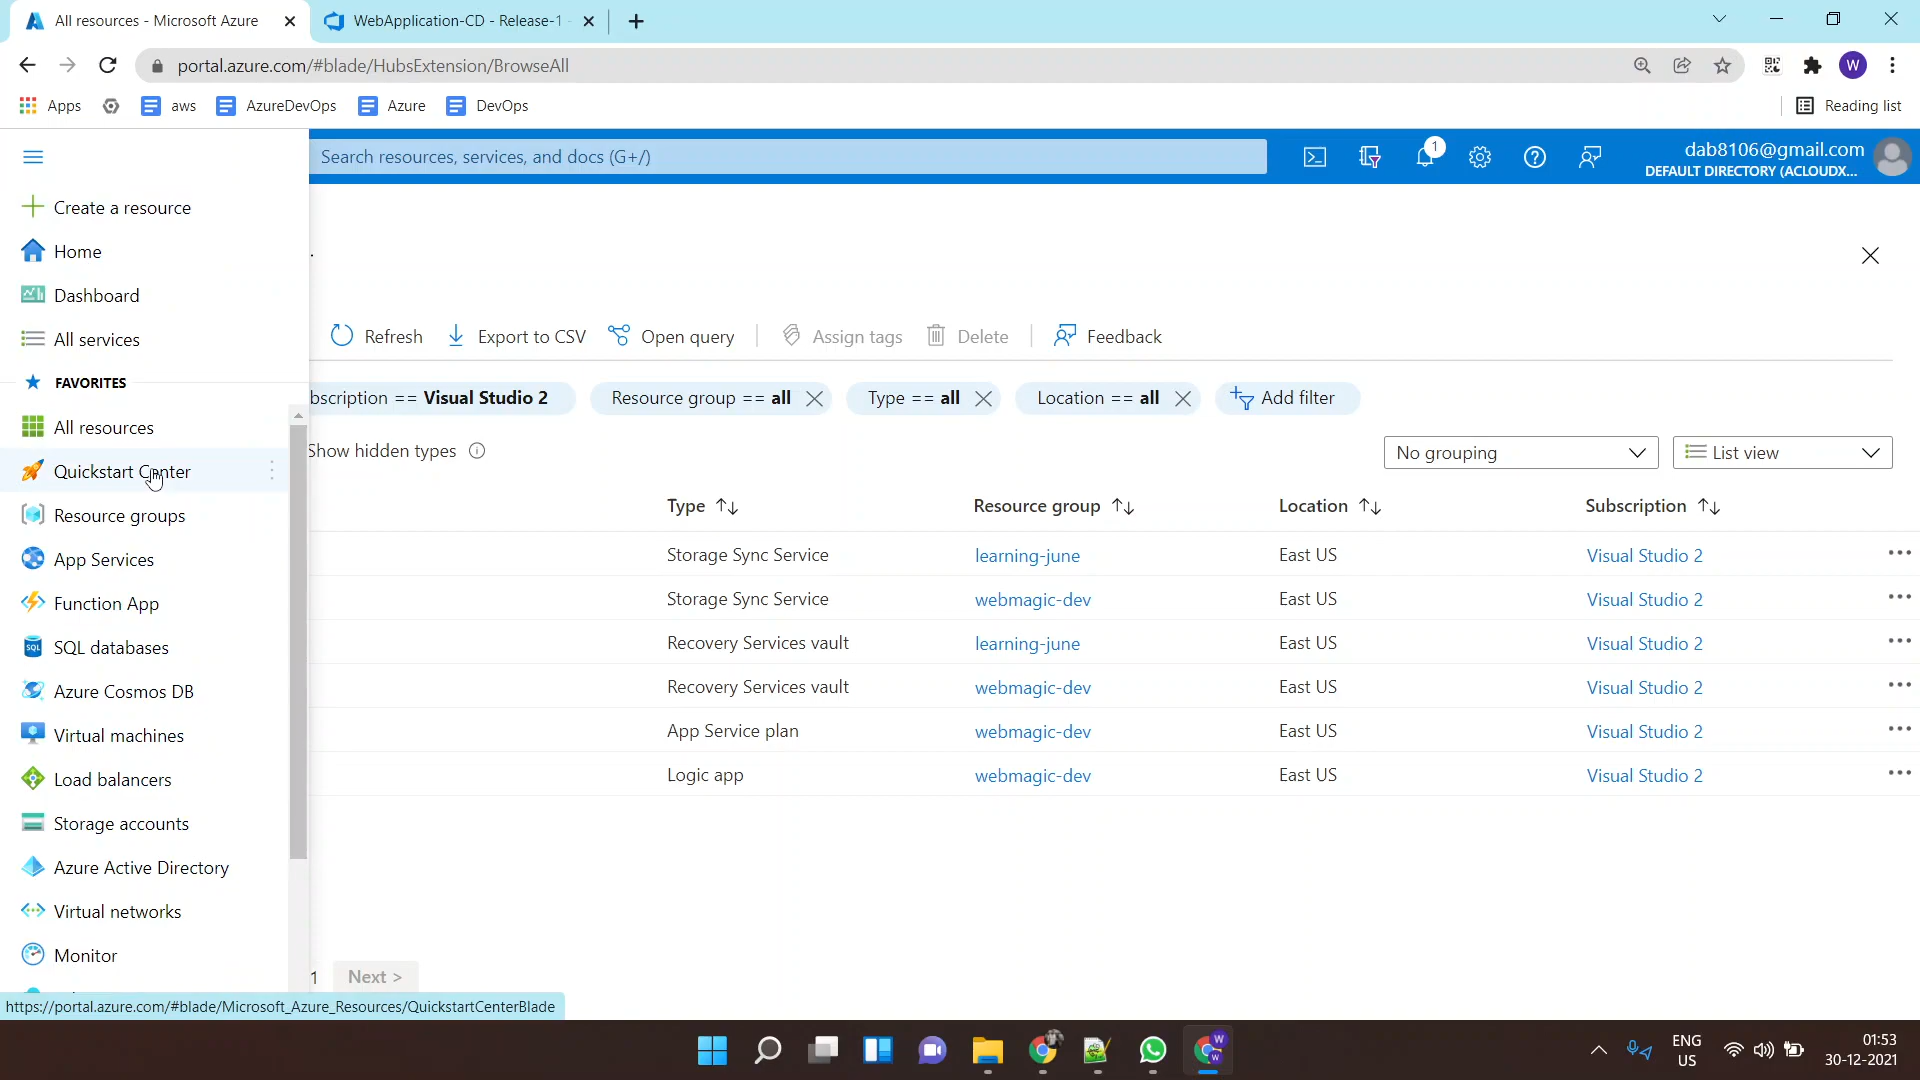 All resources - Microsoft Azure
WebApplication-CD - Release-1
portal.azure.com/#blade/HubsExtension/BrowseAll
W
Apps
aws
AzureDevOps
Azure
DevOps
Reading list
Search resources, services, and docs (G+/)
1
dab8106@gmail.com
DEFAULT DIRECTORY (ACLOUDX...
Create a resource
Home
Dashboard
All services
FAVORITES
All resources
Quickstart Center
Resource groups
App Services
Function App
SQL databases
Azure Cosmos DB
Virtual machines
Load balancers
Storage accounts
Azure Active Directory
Virtual networks
Monitor
Refresh
Export to CSV
Open query
Assign tags
Delete
Feedback
bscription == Visual Studio 2
Resource group == all
Type == all
Location == all
Add filter
Show hidden types
No grouping
List view
Type
Resource group
Location
Subscription
Storage Sync Service
learning-june
East US
Visual Studio 2
Storage Sync Service
webmagic-dev
East US
Visual Studio 2
Recovery Services vault
learning-june
East US
Visual Studio 2
Recovery Services vault
webmagic-dev
East US
Visual Studio 2
App Service plan
webmagic-dev
East US
Visual Studio 2
Logic app
webmagic-dev
East US
Visual Studio 2
1
Next >
https://portal.azure.com/#blade/Microsoft_Azure_Resources/QuickstartCenterBlade
ENG
US
01:53
30-12-2021